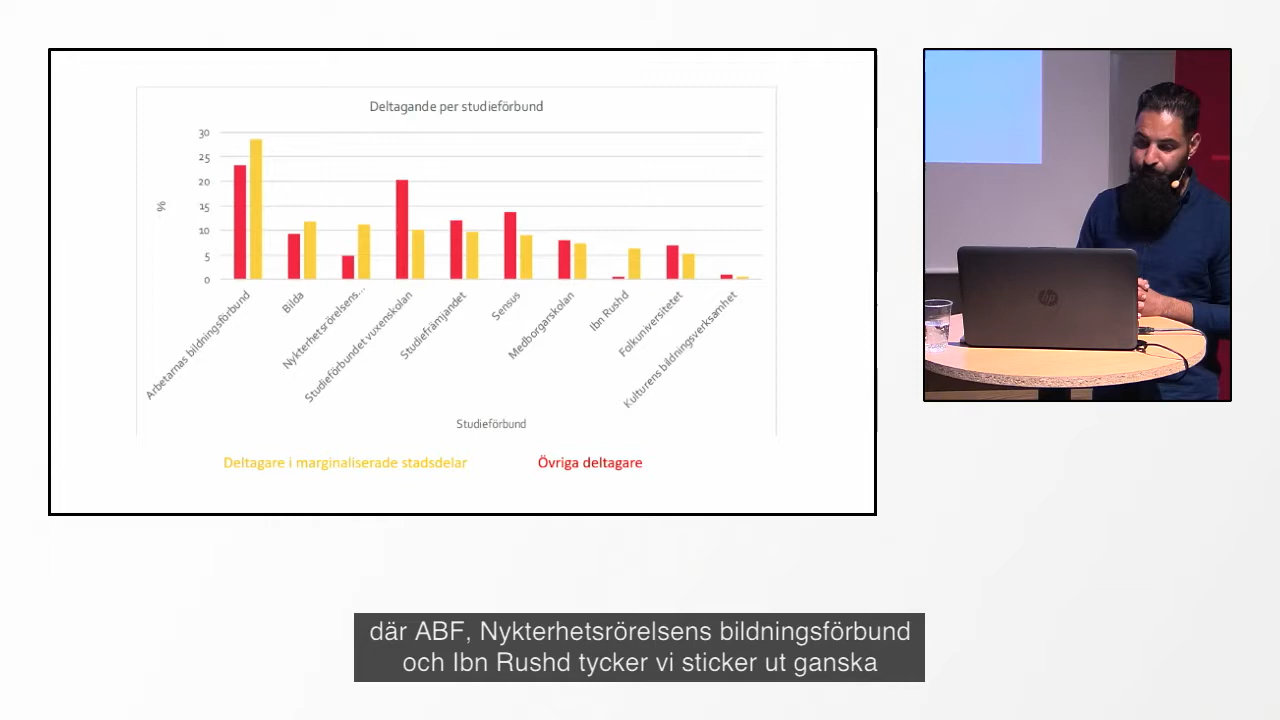 Deltagande per studieförbund
30
25
20
15
10
5
0
%
Arbetarnas bildningsförbund
Bilda
Nykterhetsrörelsens...
Studieförbundet vuxenskolan
Studiefrämjandet
Sensus
Medborgarskolan
Ibn Rushd
Folkuniversitetet
Kulturens bildningsverksamhet
Studieförbund
Deltagare i marginaliserade stadsdelar
Övriga deltagare
hp
där ABF, Nykterhetsrörelsens bildningsförbund
och Ibn Rushd tycker vi sticker ut ganska